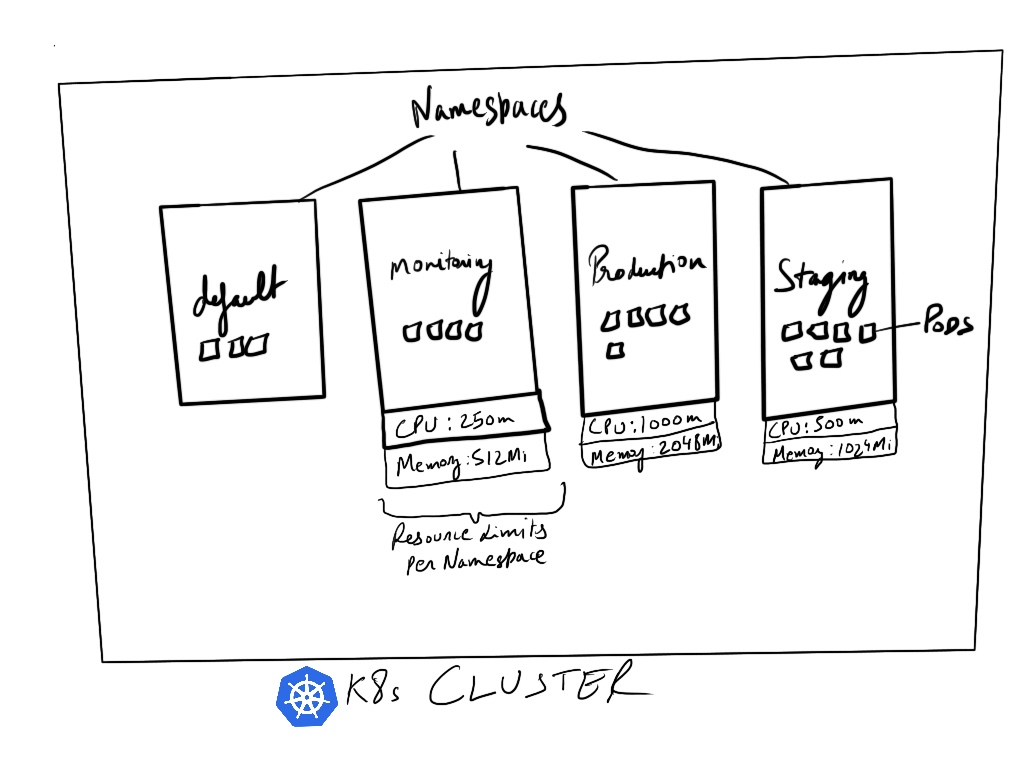 Namespaces
default
Monitoring
Production
Staging
Pods
CPU: 250m
Memory: 512Mi
CPU: 1000m
Memory: 2048Mi
CPU: 500m
Memory: 1024Mi
Resource Limits
Per Namespace
K8s CLUSTER